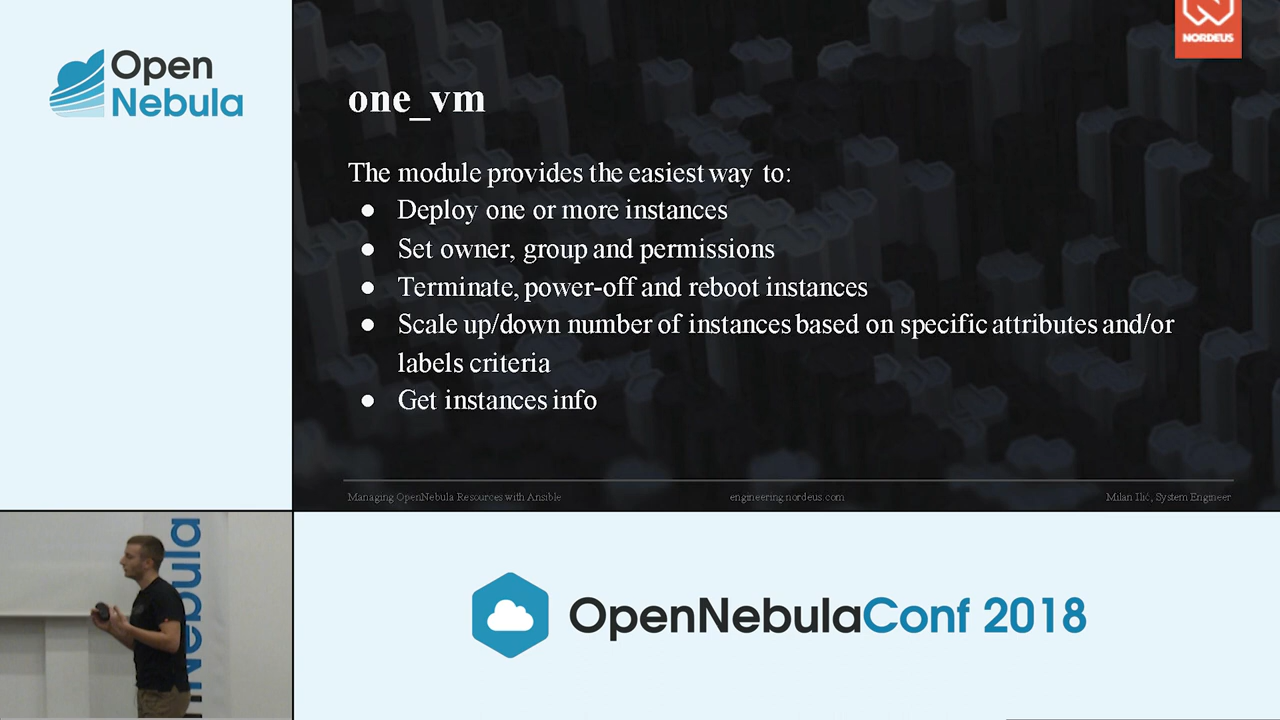 Open
Nebula
NORDEUS
one_vm
The module provides the easiest way to:
● Deploy one or more instances
● Set owner, group and permissions
● Terminate, power-off and reboot instances
● Scale up/down number of instances based on specific attributes and/or
labels criteria
● Get instances info
Managing OpenNebula Resources with Ansible
engineering.nordeus.com
Milan Ilić, System Engineer
Nebula
OpenNebulaConf 2018